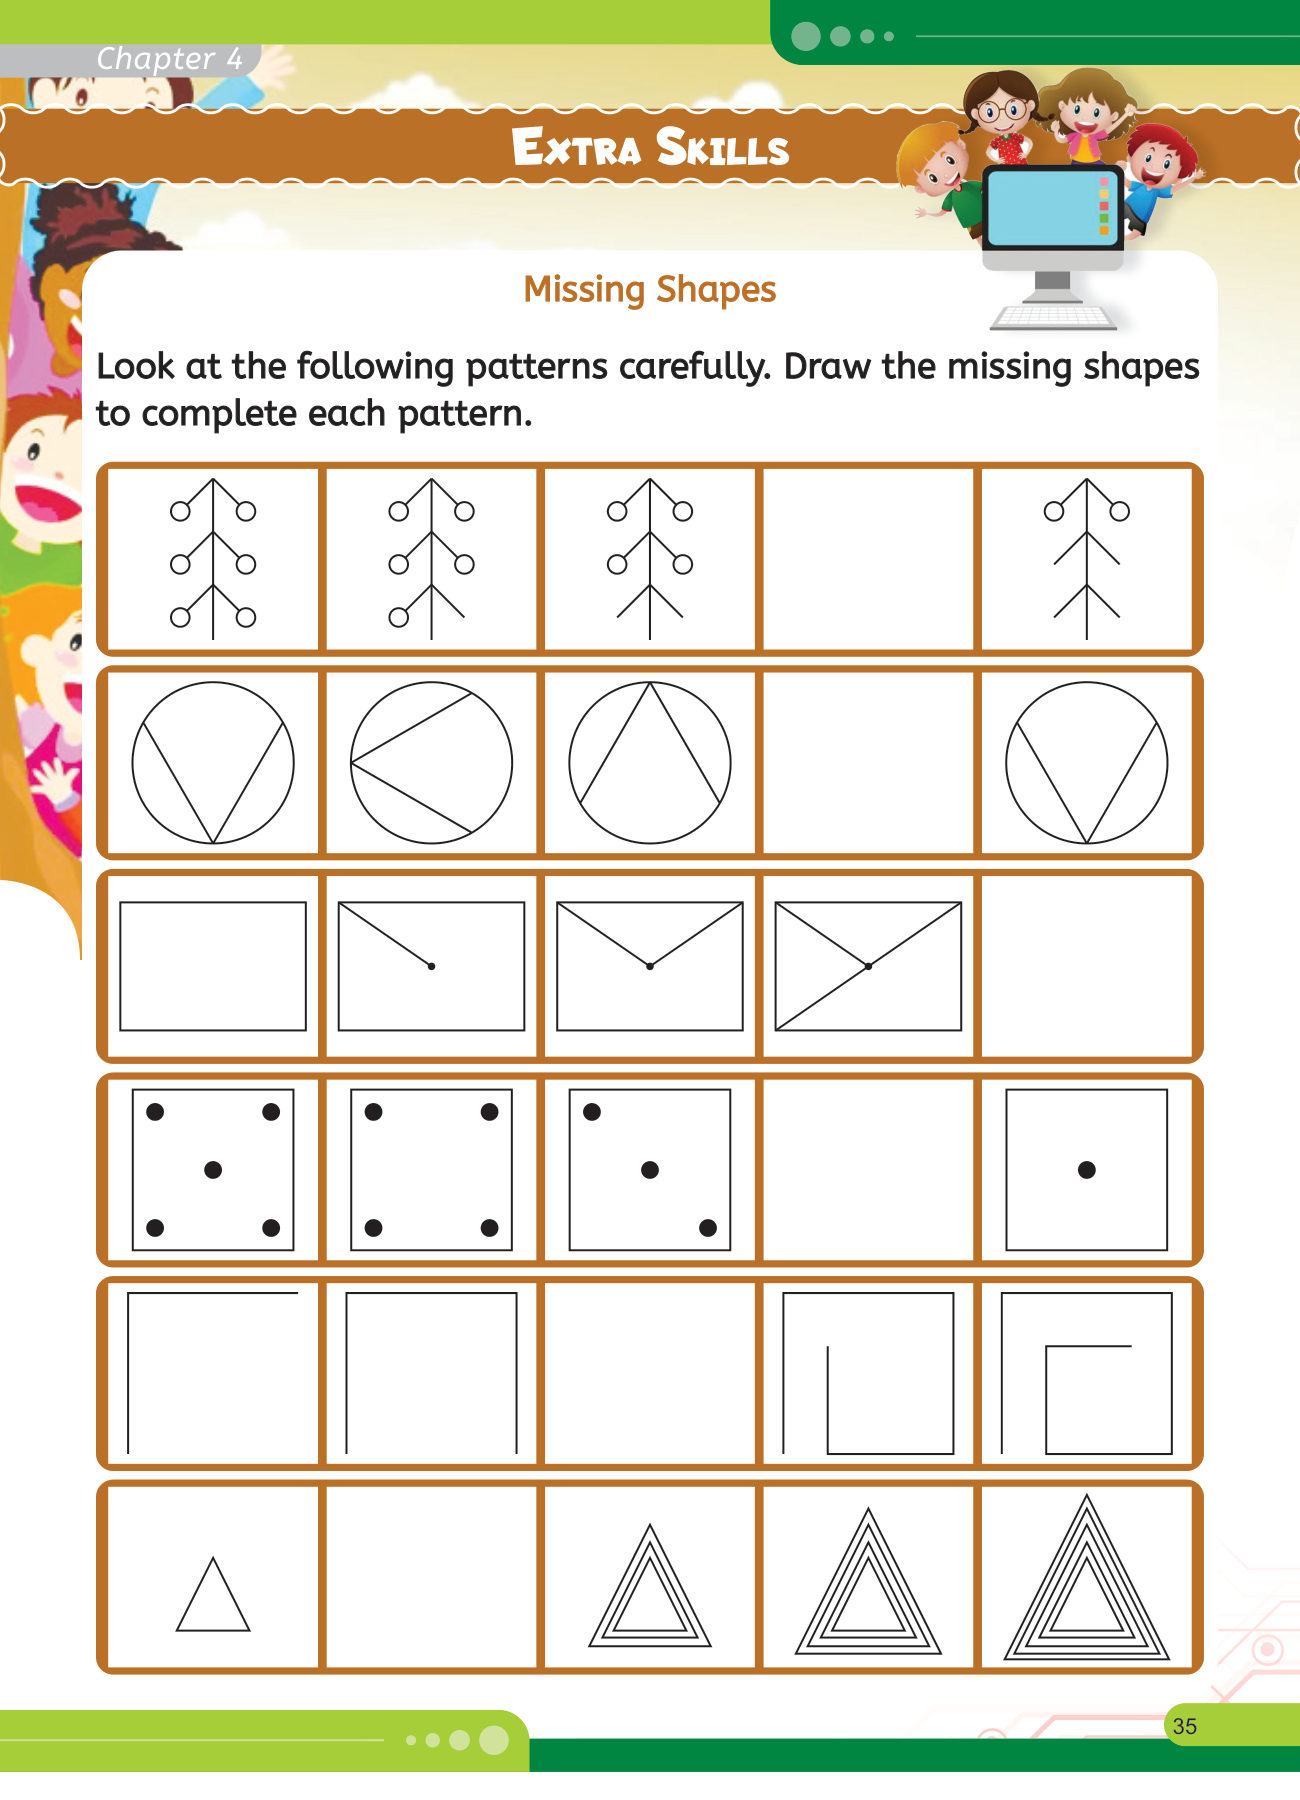 Chapter 4
EXTRA SKILLS
Missing Shapes
Look at the following patterns carefully. Draw the missing shapes
to complete each pattern.
35